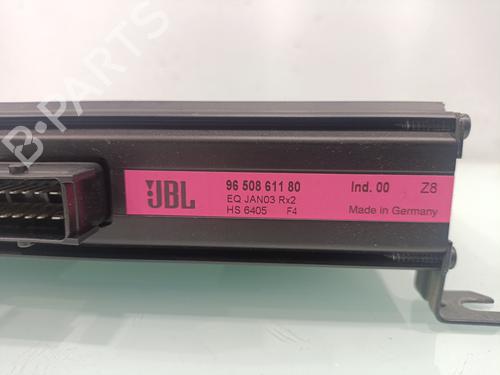 B-PARTS
JBL
96 508 611 80 Ind. 00 Z8
EQ JAN03 Rx2
HS 6405 F4 Made in Germany